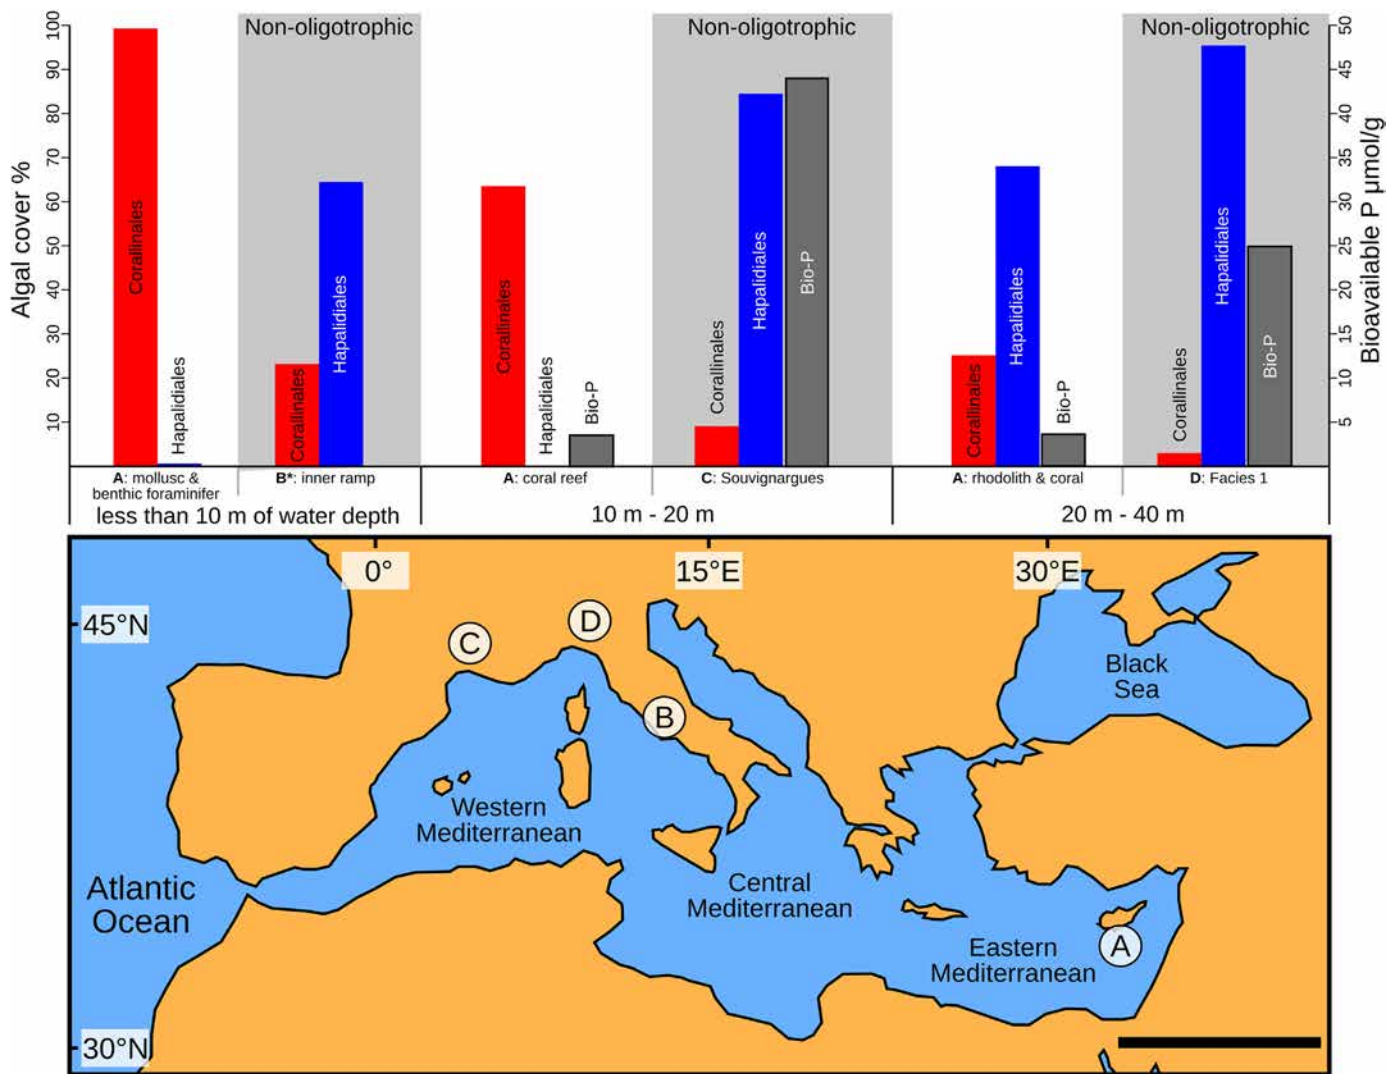 Non-oligotrophic
Non-oligotrophic
Non-oligotrophic
Algal cover %
100
90
80
70
60
50
40
30
20
10
Bioavailable P µmol/g
50
45
40
35
30
25
20
15
10
5
Corallinales
Hapalidiales
Corallinales
Hapalidiales
Corallinales
Hapalidiales
Bio-P
Corallinales
Hapalidiales
Bio-P
Corallinales
Hapalidiales
Bio-P
Corallinales
Hapalidiales
Bio-P
A: mollusc &
benthic foraminifer
B*: inner ramp
A: coral reef
C: Souvignargues
A: rhodolith & coral
D: Facies 1
less than 10 m of water depth
10 m - 20 m
20 m - 40 m
0°
15°E
30°E
45°N
30°N
C
D
B
A
Black
Sea
Western
Mediterranean
Central
Mediterranean
Eastern
Mediterranean
Atlantic
Ocean